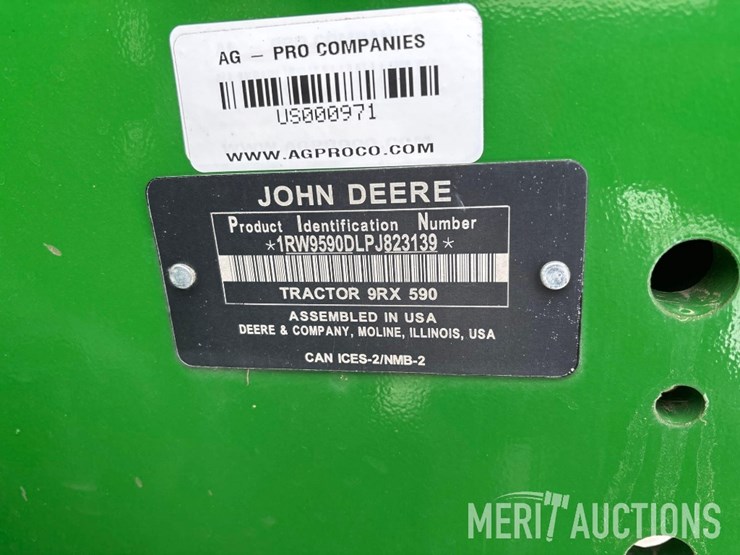 AG – PRO COMPANIES
US000971
WWW.AGPROCO.COM
JOHN DEERE
Product Identification Number
*1RW9590DLPJ823139*
TRACTOR 9RX 590
ASSEMBLED IN USA
DEERE & COMPANY, MOLINE, ILLINOIS, USA
CAN ICES-2/NMB-2
MERIT AUCTIONS